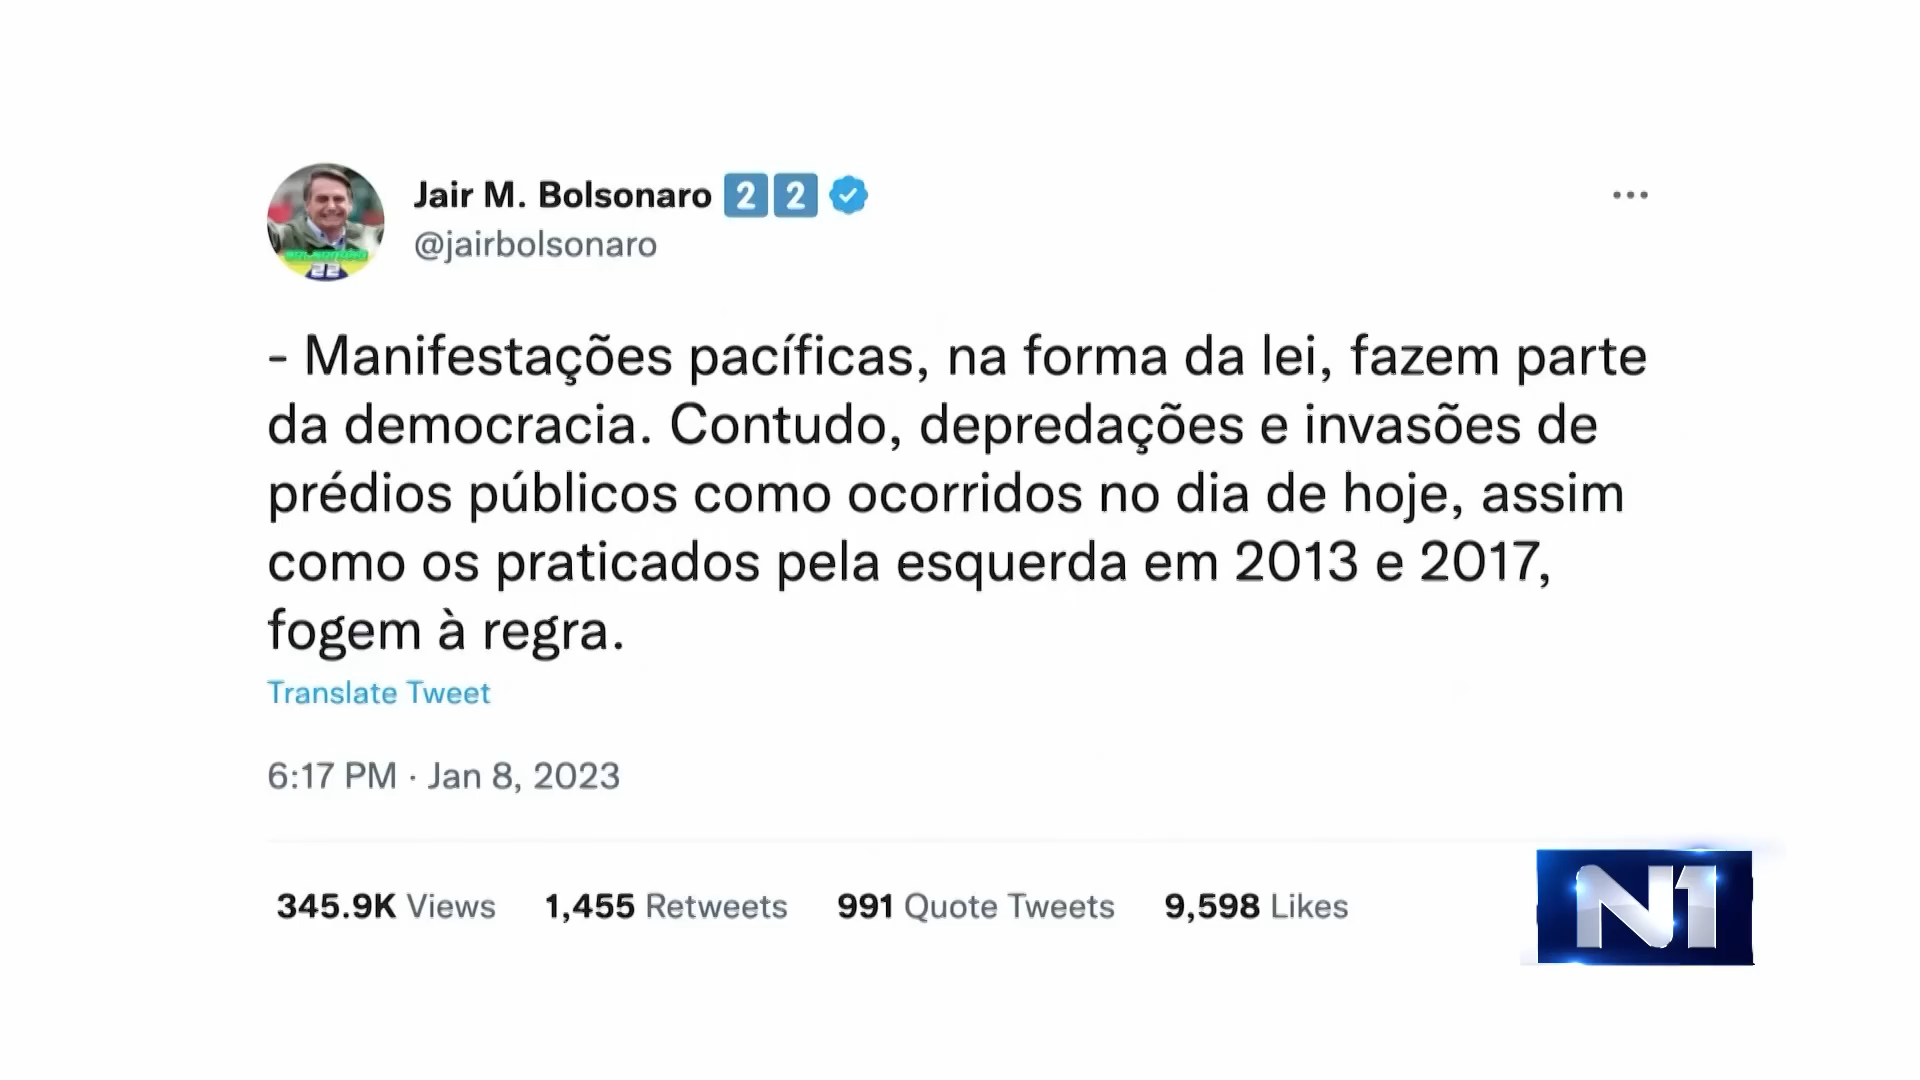 Jair M. Bolsonaro 2️⃣2️⃣
@jairbolsonaro
- Manifestações pacíficas, na forma da lei, fazem parte
da democracia. Contudo, depredações e invasões de
prédios públicos como ocorridos no dia de hoje, assim
como os praticados pela esquerda em 2013 e 2017,
fogem à regra.
Translate Tweet
6:17 PM · Jan 8, 2023
345.9K Views 1,455 Retweets 991 Quote Tweets 9,598 Likes
N1